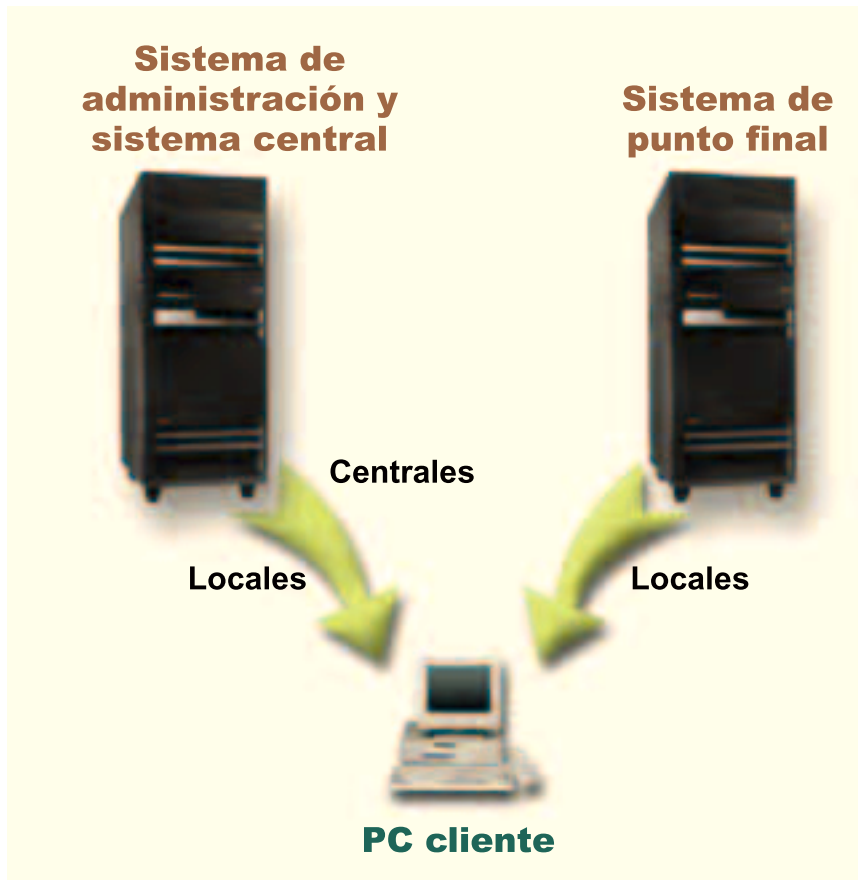 Sistema de
administración y
sistema central
Sistema de
punto final
Centrales
Locales
Locales
PC cliente